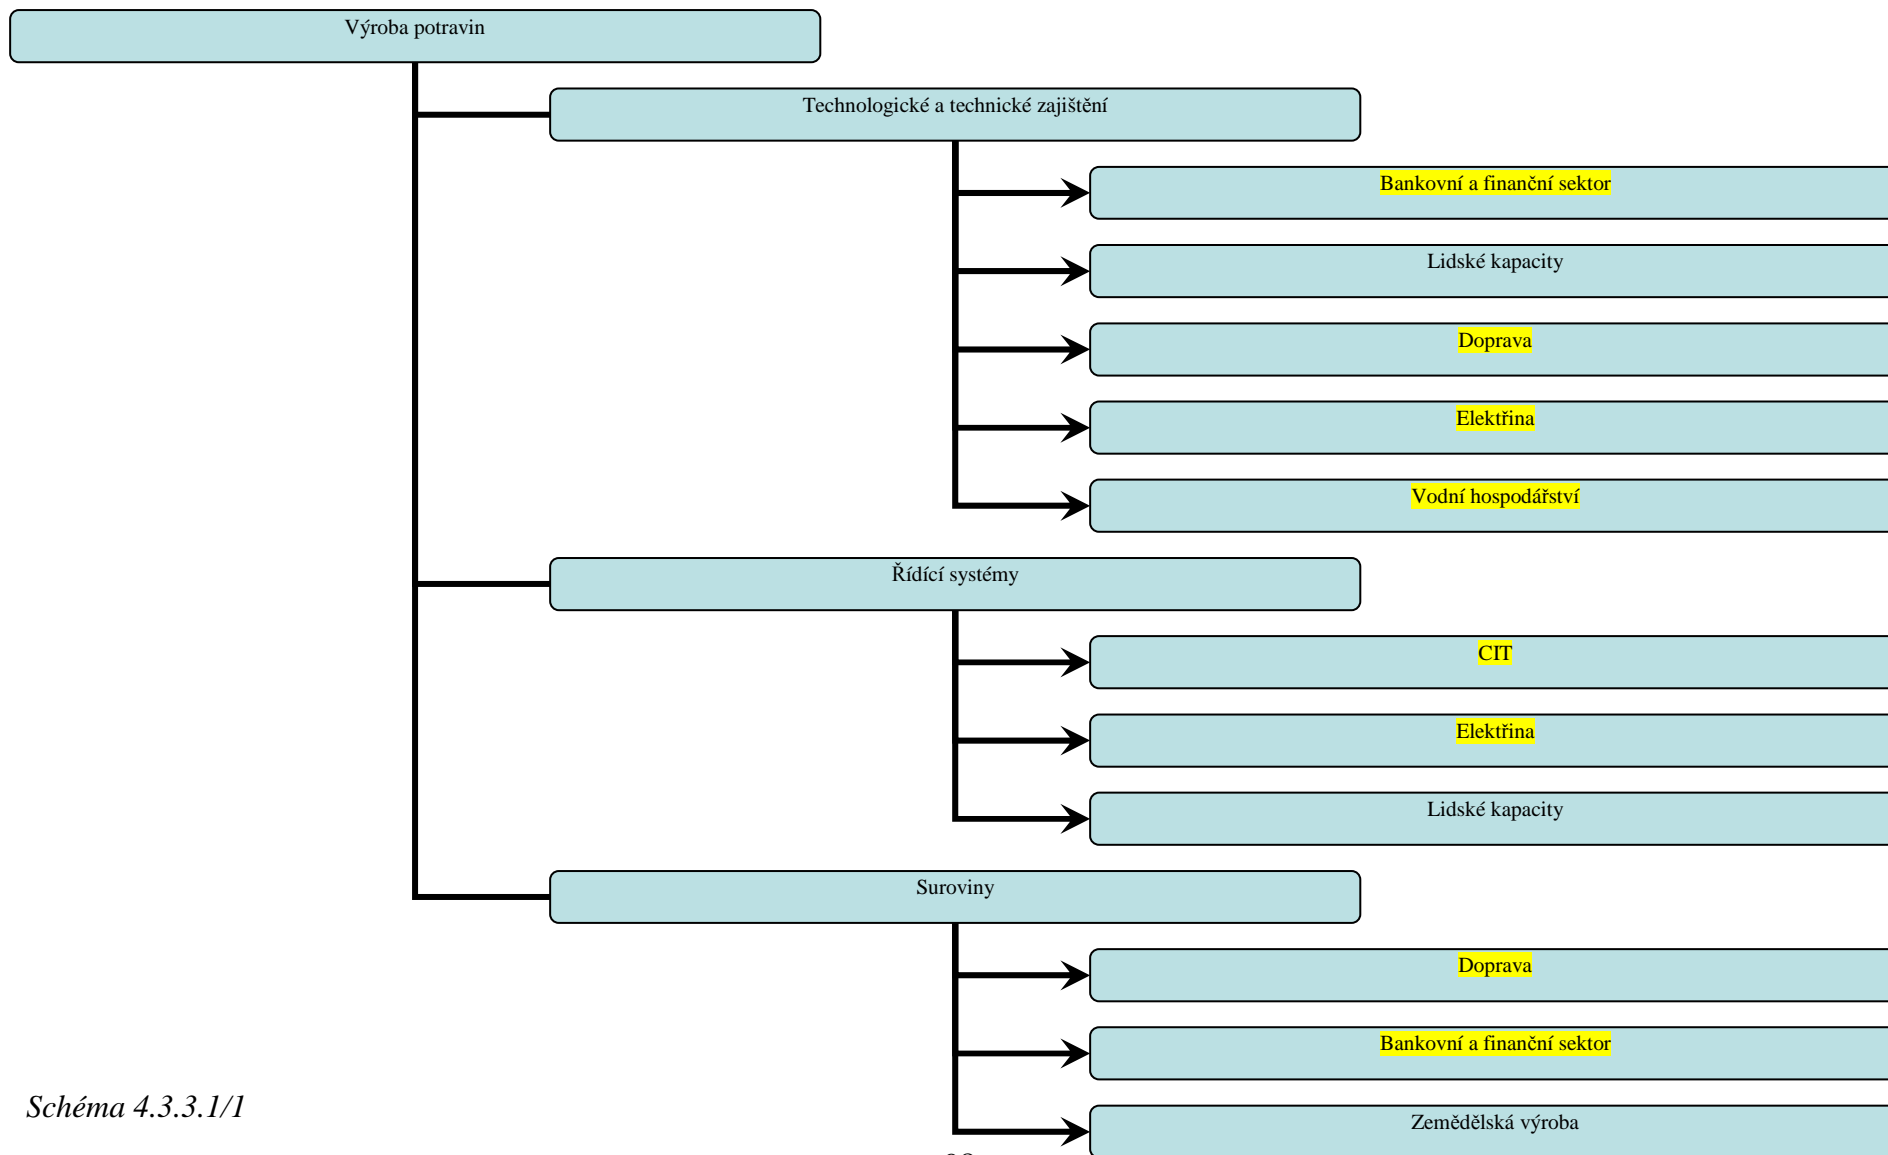 Výroba potravin
Technologické a technické zajištění
Bankovní a finanční sektor
Lidské kapacity
Doprava
Elektřina
Vodní hospodářství
Řídící systémy
CIT
Elektřina
Lidské kapacity
Suroviny
Doprava
Bankovní a finanční sektor
Zemědělská výroba
Schéma 4.3.3.1/1